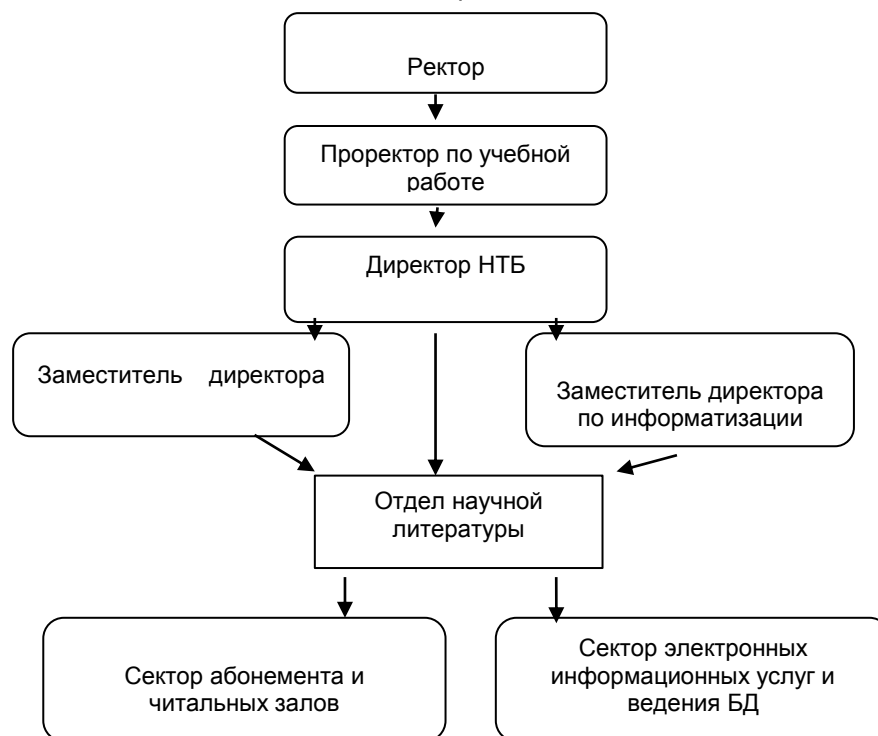 Ректор
Проректор по учебной
работе
Директор НТБ
Заместитель директора
Заместитель директора
по информатизации
Отдел научной
литературы
Сектор абонемента и
читальных залов
Сектор электронных
информационных услуг и
ведения БД